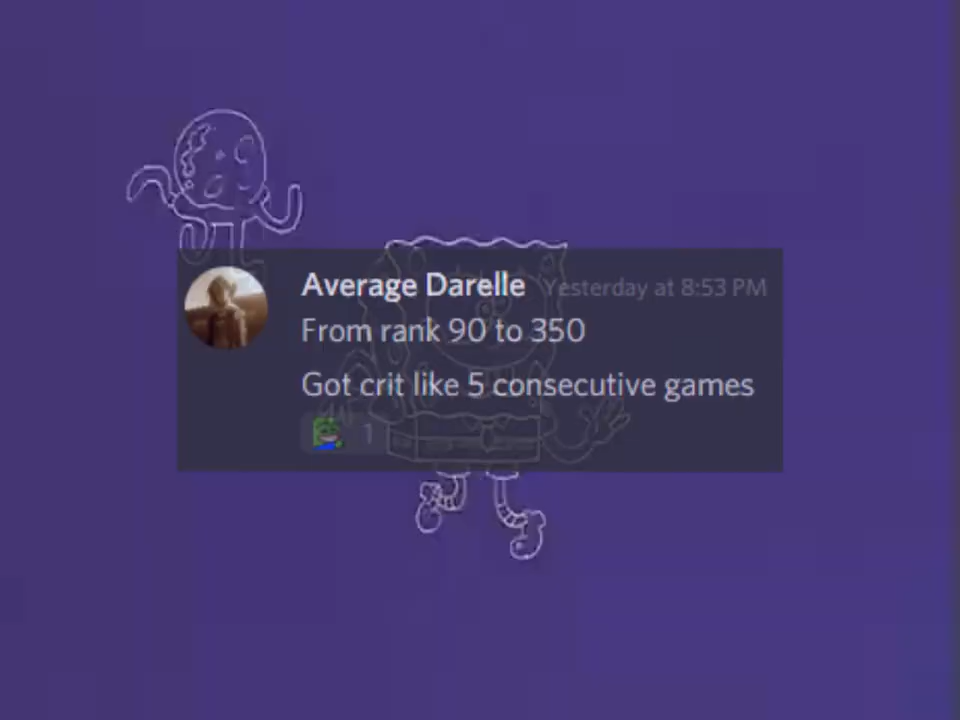 Average Darelle Yesterday at 8:53 PM
From rank 90 to 350
Got crit like 5 consecutive games
1